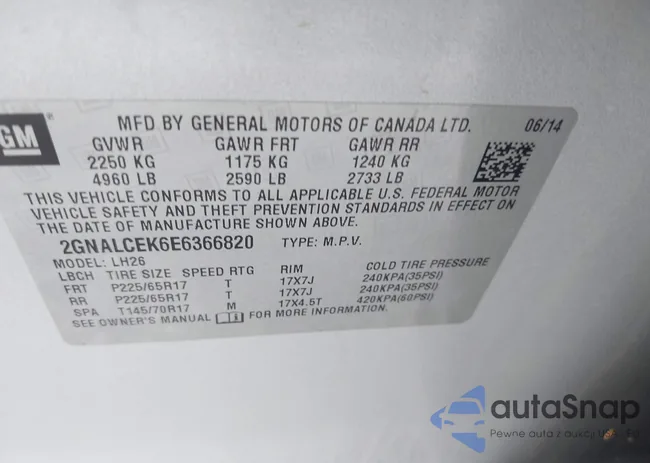 GM
MFD BY GENERAL MOTORS OF CANADA LTD. 06/14
GVWR GAWR FRT GAWR RR
2250 KG 1175 KG 1240 KG
4960 LB 2590 LB 2733 LB
THIS VEHICLE CONFORMS TO ALL APPLICABLE U.S. FEDERAL MOTOR
VEHICLE SAFETY AND THEFT PREVENTION STANDARDS IN EFFECT ON
THE DATE OF MANUFACTURE SHOWN ABOVE.
2GNALCEK6E6366820 TYPE: M.P.V.
MODEL: LH26
LBCH TIRE SIZE SPEED RTG RIM COLD TIRE PRESSURE
FRT P225/65R17 T 17X7J 240KPA(35PSI)
RR P225/65R17 T 17X7J 240KPA(35PSI)
SPA T145/70R17 M 17X4.5T 420KPA(60PSI)
SEE OWNER'S MANUAL FOR MORE INFORMATION.
autaSnap
Pewne auta z aukcji